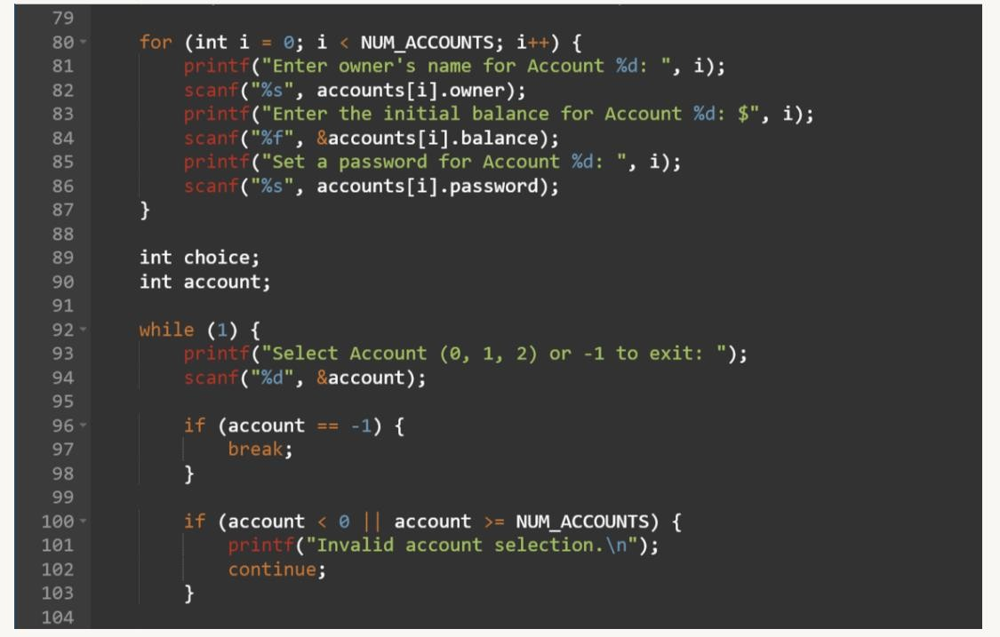 79
80 for (int i = 0; i < NUM_ACCOUNTS; i++) {
81 printf("Enter owner's name for Account %d: ", i);
82 scanf("%s", accounts[i].owner);
83 printf("Enter the initial balance for Account %d: $", i);
84 scanf("%f", &accounts[i].balance);
85 printf("Set a password for Account %d: ", i);
86 scanf("%s", accounts[i].password);
87 }
88
89 int choice;
90 int account;
91
92 while (1) {
93 printf("Select Account (0, 1, 2) or -1 to exit: ");
94 scanf("%d", &account);
95
96 if (account == -1) {
97 break;
98 }
99
100 if (account < 0 || account >= NUM_ACCOUNTS) {
101 printf("Invalid account selection.\n");
102 continue;
103 }
104